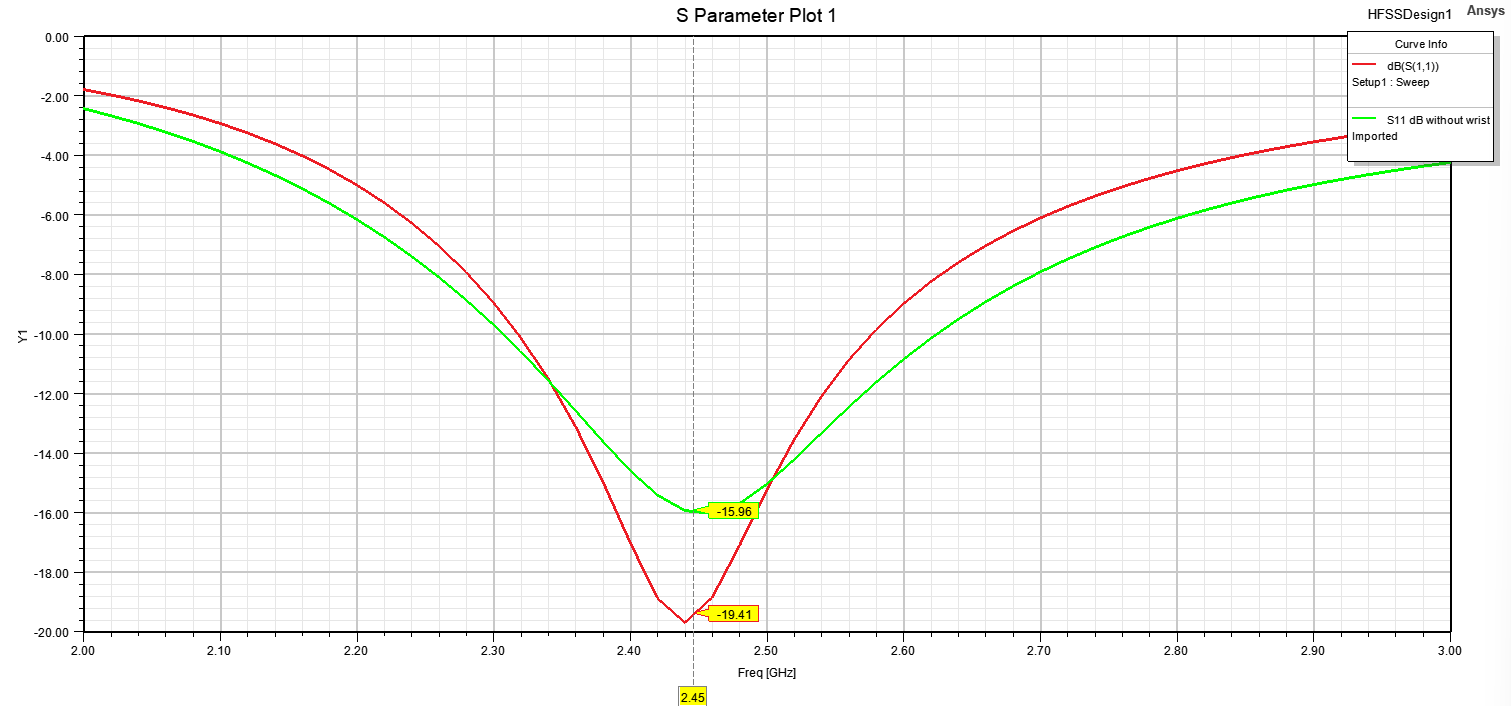 S Parameter Plot 1
HFSSDesign1
Ansys
Curve Info
dB(S(1,1))
Setup1 : Sweep
S11 dB without wrist
Imported
Y1
0.00
-2.00
-4.00
-6.00
-8.00
-10.00
-12.00
-14.00
-16.00
-18.00
-20.00
-15.96
-19.41
2.00
2.10
2.20
2.30
2.40
2.50
2.60
2.70
2.80
2.90
3.00
Freq [GHz]
2.45